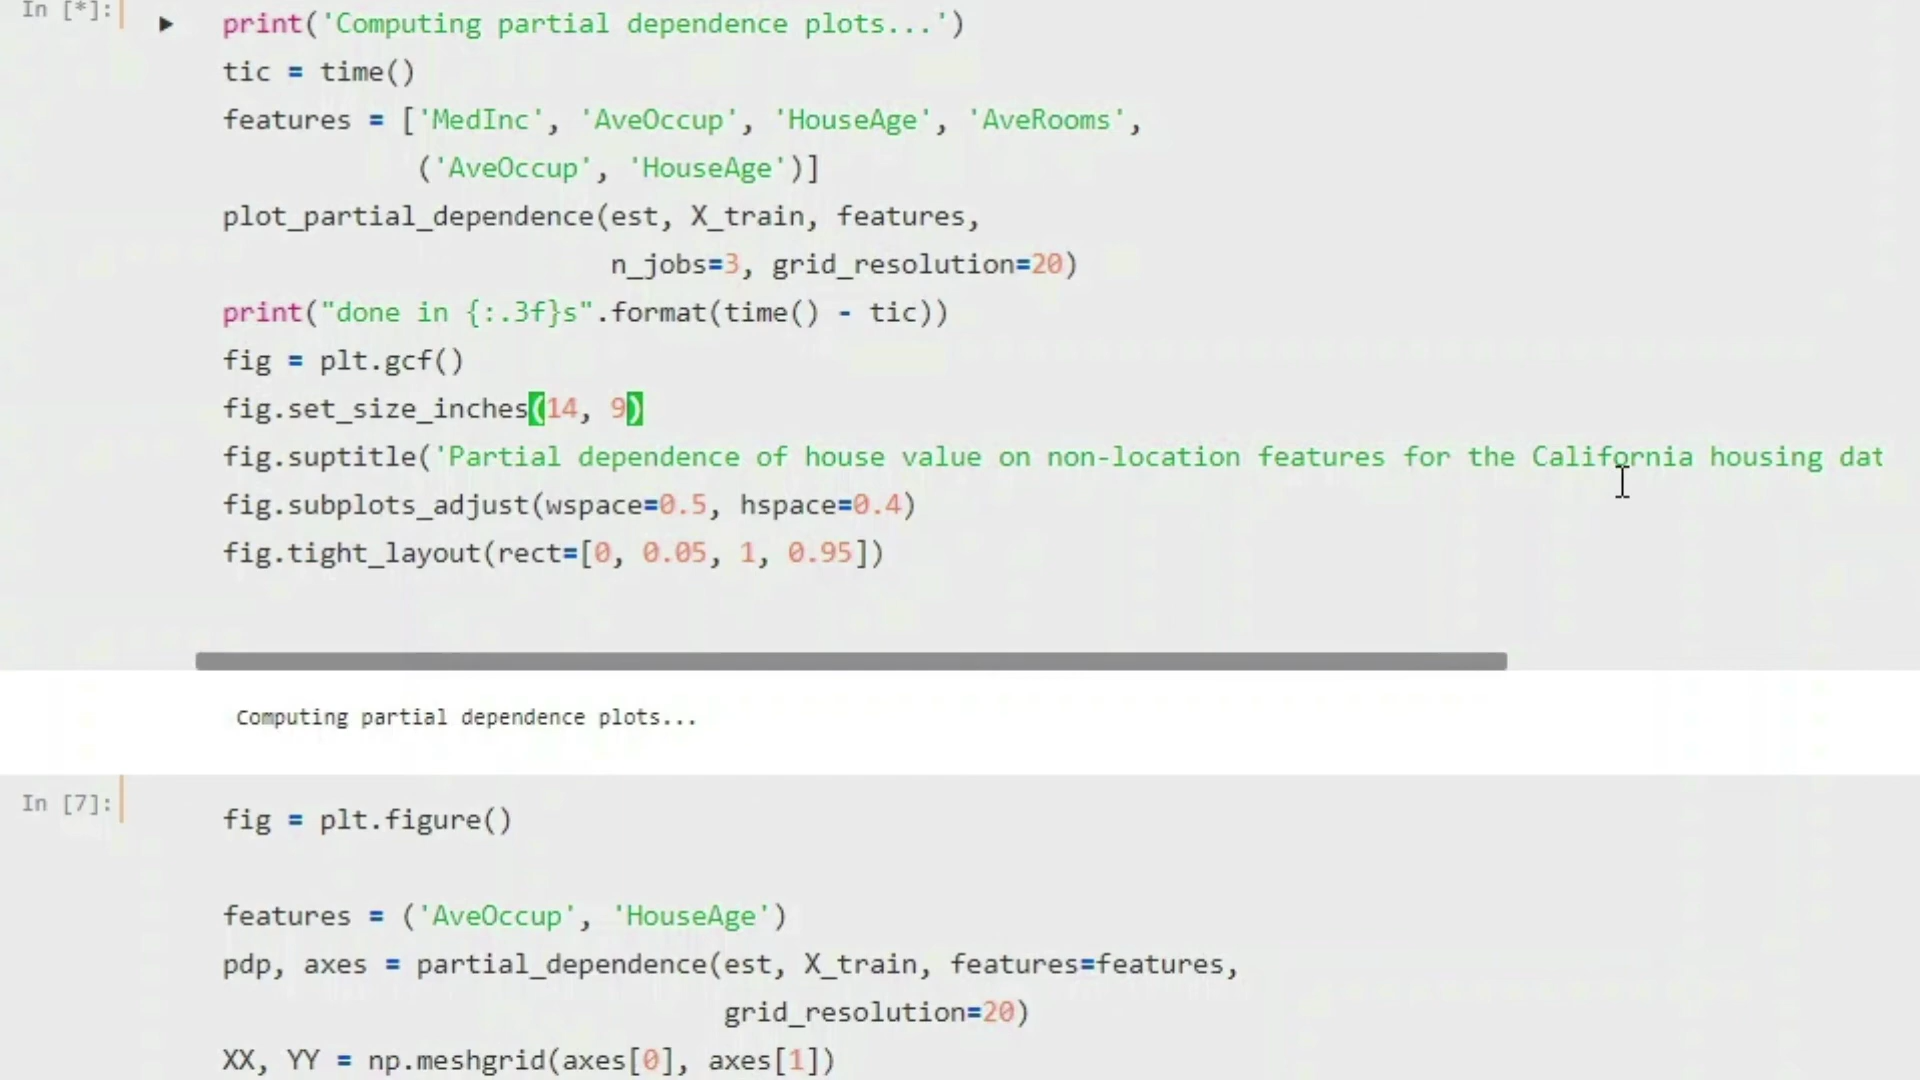 In [*]:
print('Computing partial dependence plots...')
tic = time()
features = ['MedInc', 'AveOccup', 'HouseAge', 'AveRooms',
('AveOccup', 'HouseAge')]
plot_partial_dependence(est, X_train, features,
n_jobs=3, grid_resolution=20)
print("done in {:.3f}s".format(time() - tic))
fig = plt.gcf()
fig.set_size_inches(14, 9)
fig.suptitle('Partial dependence of house value on non-location features for the California housing dat
fig.subplots_adjust(wspace=0.5, hspace=0.4)
fig.tight_layout(rect=[0, 0.05, 1, 0.95])
Computing partial dependence plots...
In [7]:
fig = plt.figure()
features = ('AveOccup', 'HouseAge')
pdp, axes = partial_dependence(est, X_train, features=features,
grid_resolution=20)
XX, YY = np.meshgrid(axes[0], axes[1])